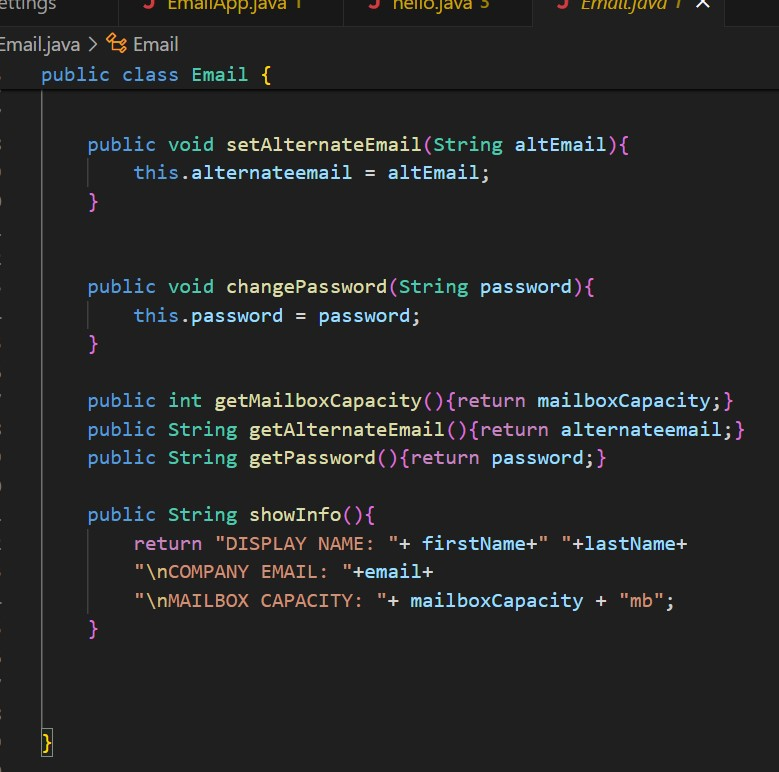 ettings EmailApp.java 1 hello.java 3 Email.java
Email.java > Email
public class Email {
public void setAlternateEmail(String altEmail){
this.alternateemail = altEmail;
}
public void changePassword(String password){
this.password = password;
}
public int getMailboxCapacity(){return mailboxCapacity;}
public String getAlternateEmail(){return alternateemail;}
public String getPassword(){return password;}
public String showInfo(){
return "DISPLAY NAME: "+ firstName+" "+lastName+
"\nCOMPANY EMAIL: "+email+
"\nMAILBOX CAPACITY: "+ mailboxCapacity + "mb";
}
}